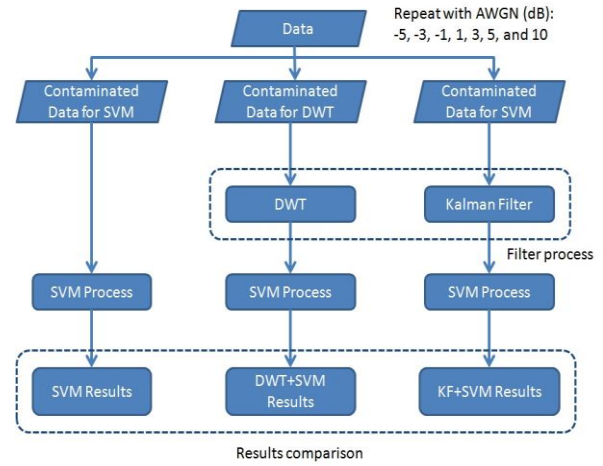 Data
Repeat with AWGN (dB):
-5, -3, -1, 1, 3, 5, and 10
Contaminated
Data for SVM
Contaminated
Data for DWT
Contaminated
Data for SVM
DWT
Kalman Filter
Filter process
SVM Process
SVM Process
SVM Process
SVM Results
DWT+SVM
Results
KF+SVM Results
Results comparison